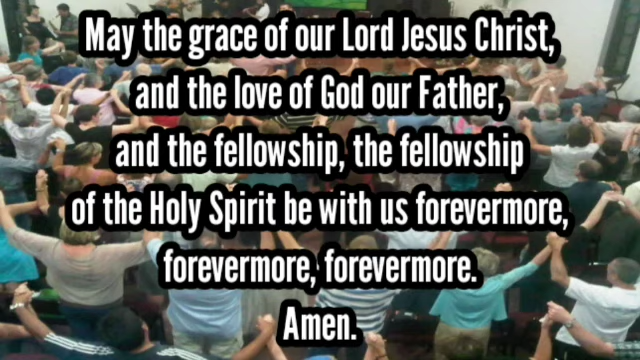 May the grace of our Lord Jesus Christ,
and the love of God our Father,
and the fellowship, the fellowship
of the Holy Spirit be with us forevermore,
forevermore, forevermore.
Amen.